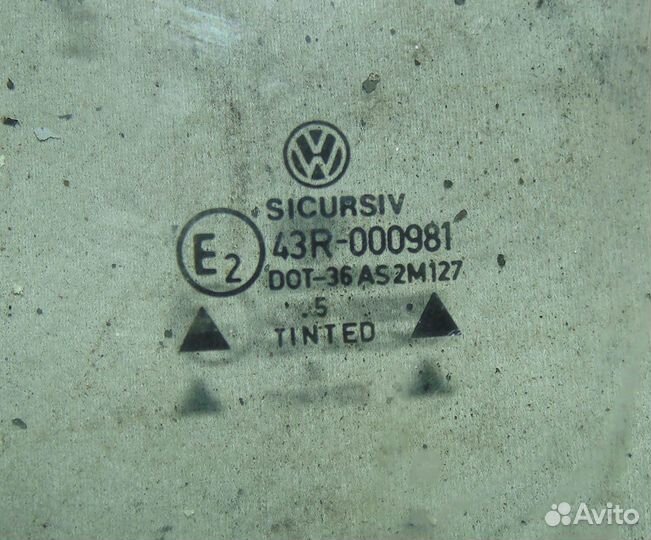 SICURSIV
E2 43R-000981
DOT-36 AS2M127
.5
TINTED
Avito